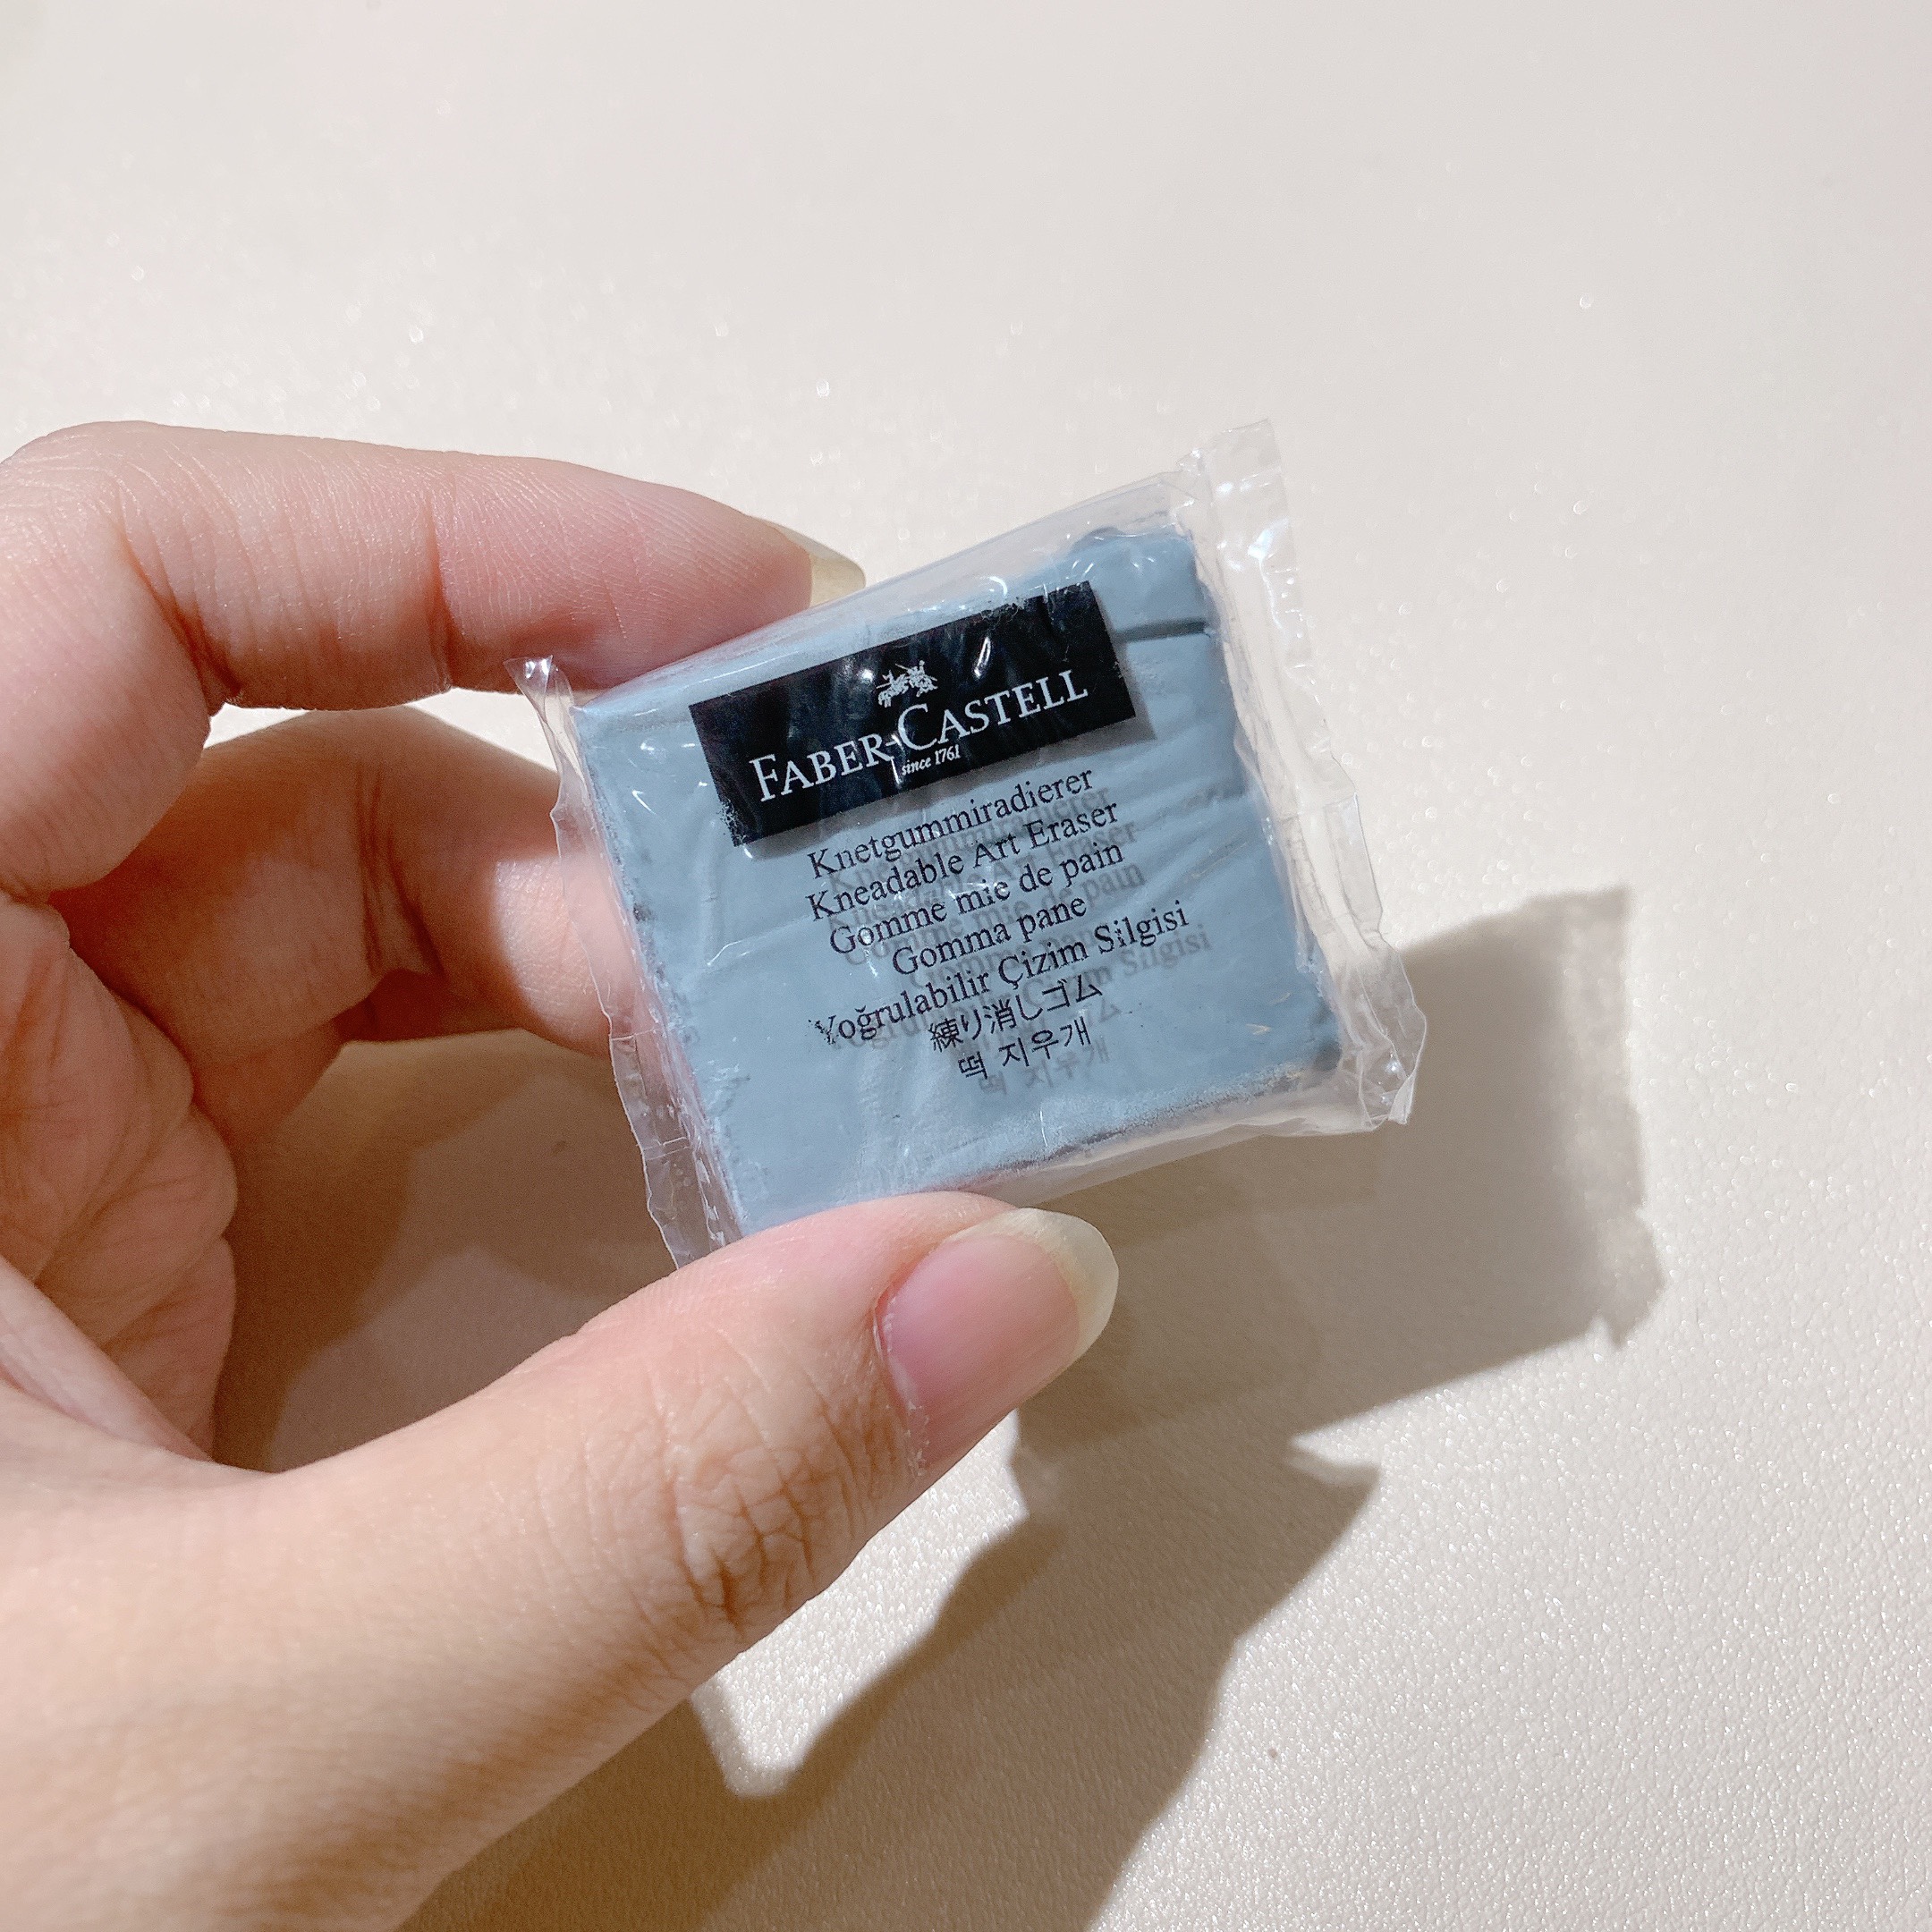 FABER-CASTELL
since 1761
Knetgummiradierer
Kneadable Art Eraser
Gomme mie de pain
Gomma pane
Yoğrulabilir Çizim Silgisi
練り消しゴム
떡 지우개